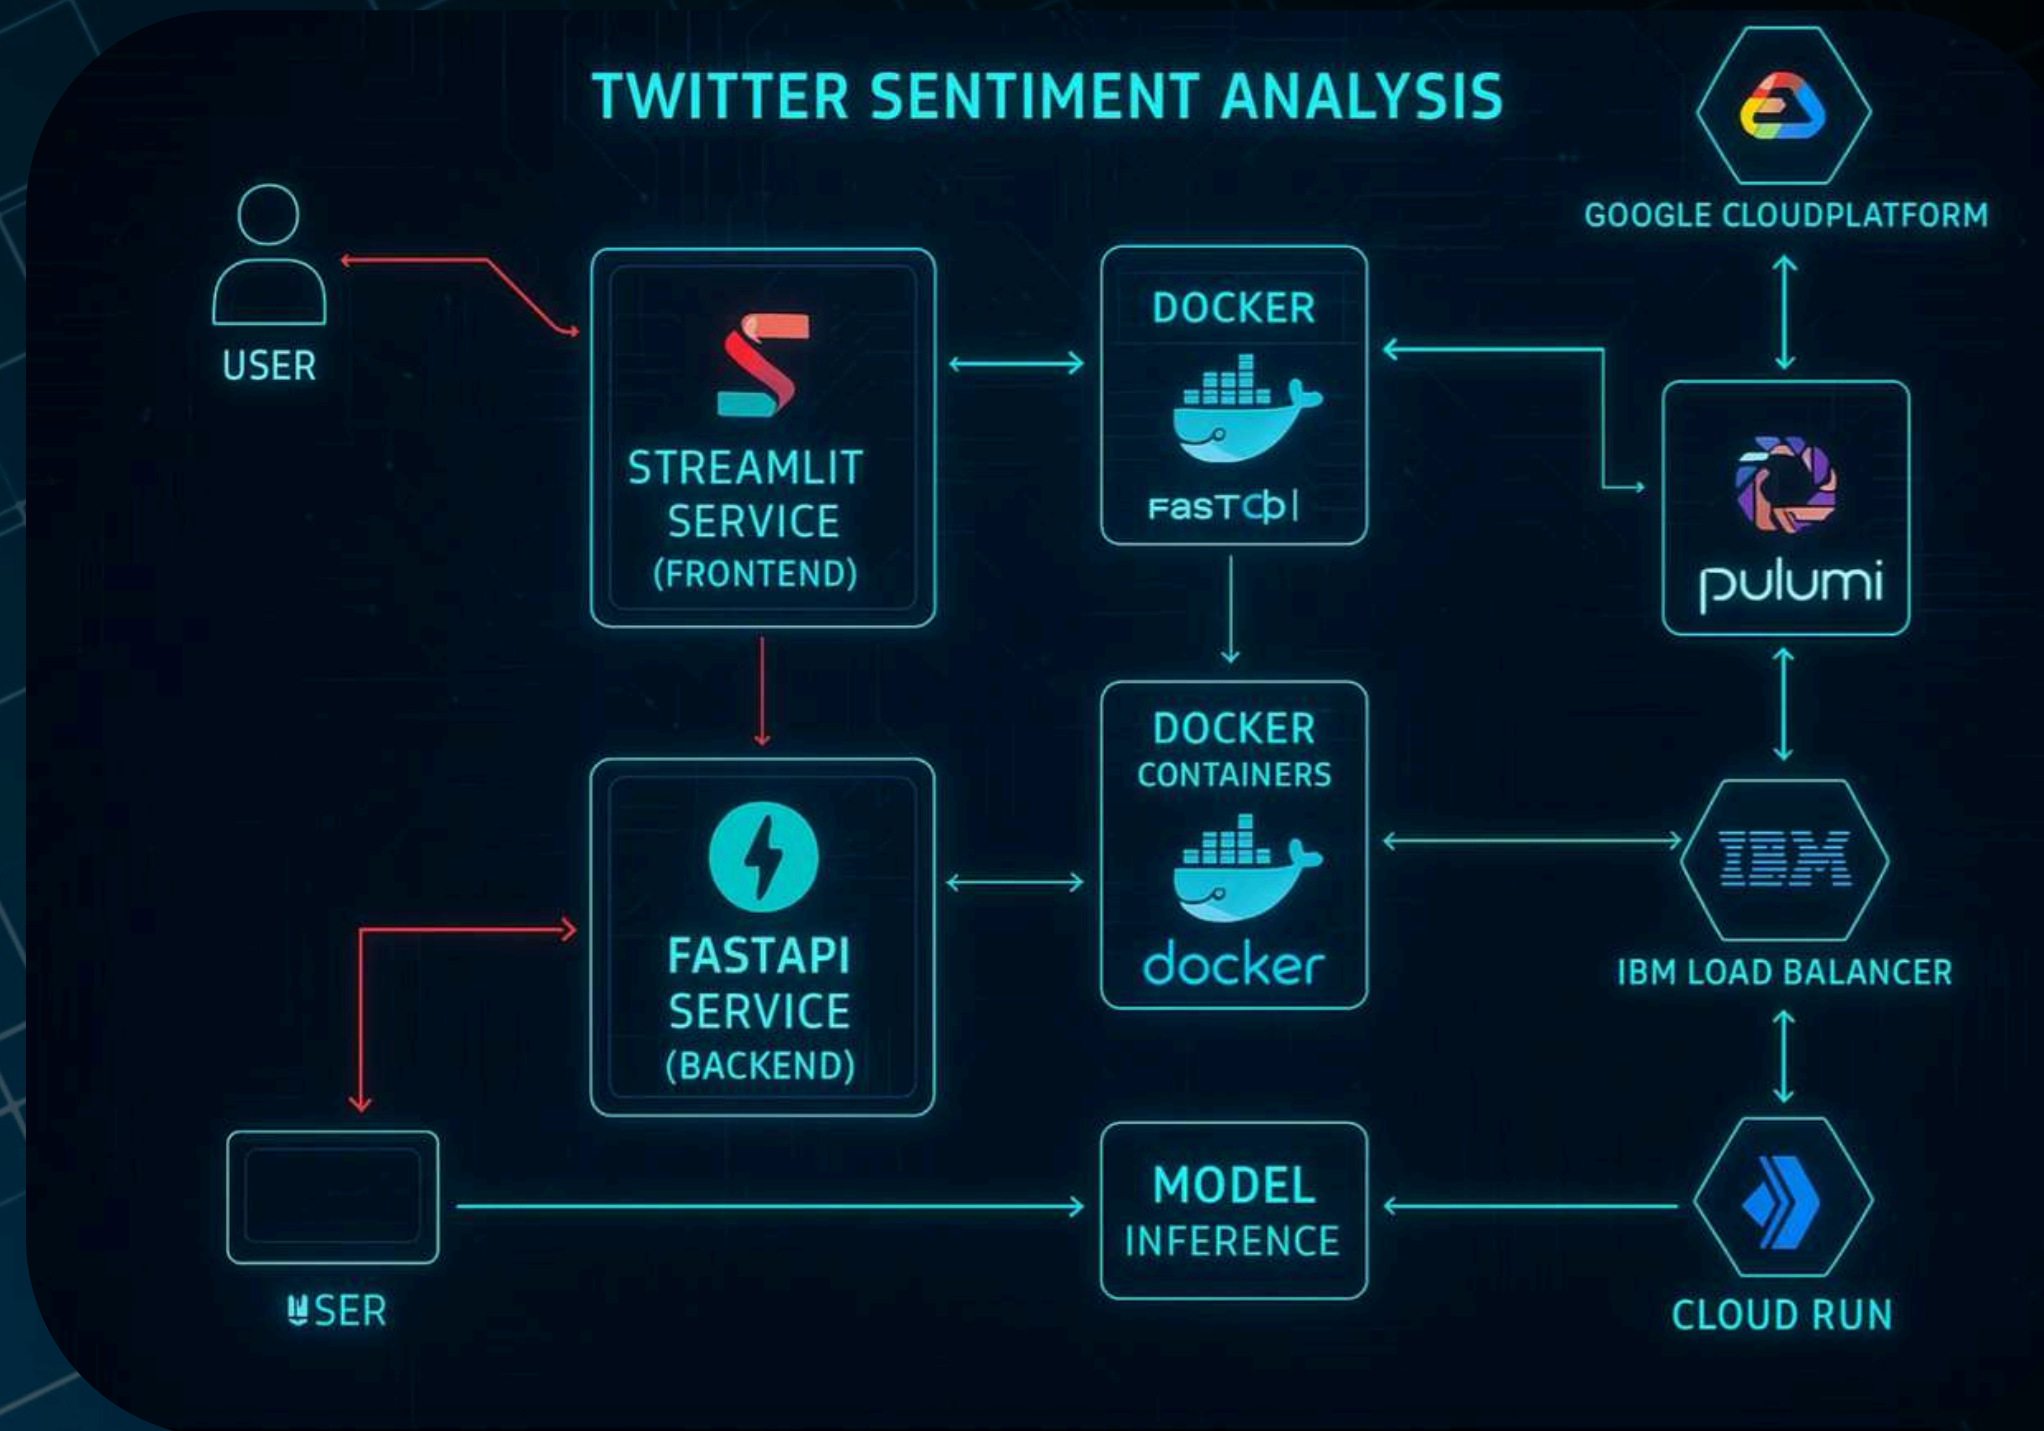 TWITTER SENTIMENT ANALYSIS
GOOGLE CLOUDPLATFORM
USER
STREAMLIT
SERVICE
(FRONTEND)
DOCKER
pulumi
FASTAPI
SERVICE
(BACKEND)
DOCKER
CONTAINERS
docker
IBM
IBM LOAD BALANCER
USER
MODEL
INFERENCE
CLOUD RUN